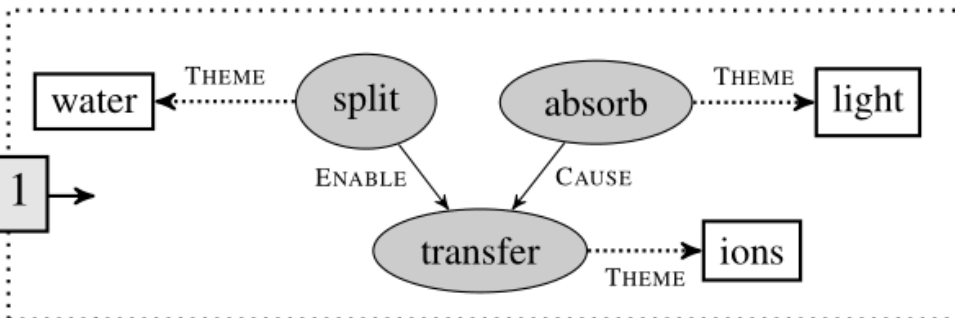 THEME THEME
water split absorb light
ENABLE CAUSE
1
transfer ions
THEME